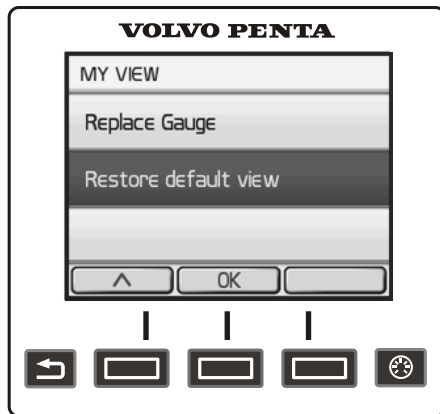 VOLVO PENTA
MY VIEW
Replace Gauge
Restore default view
OK